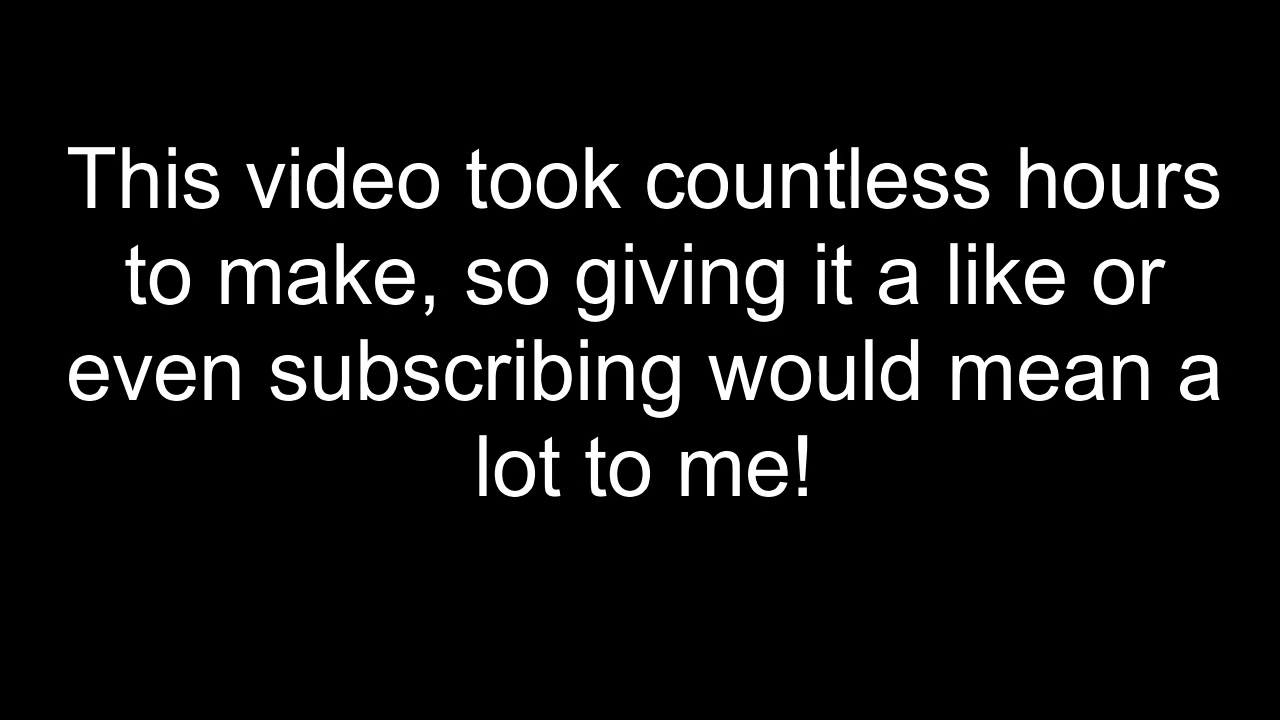 This video took countless hours
to make, so giving it a like or
even subscribing would mean a
lot to me!